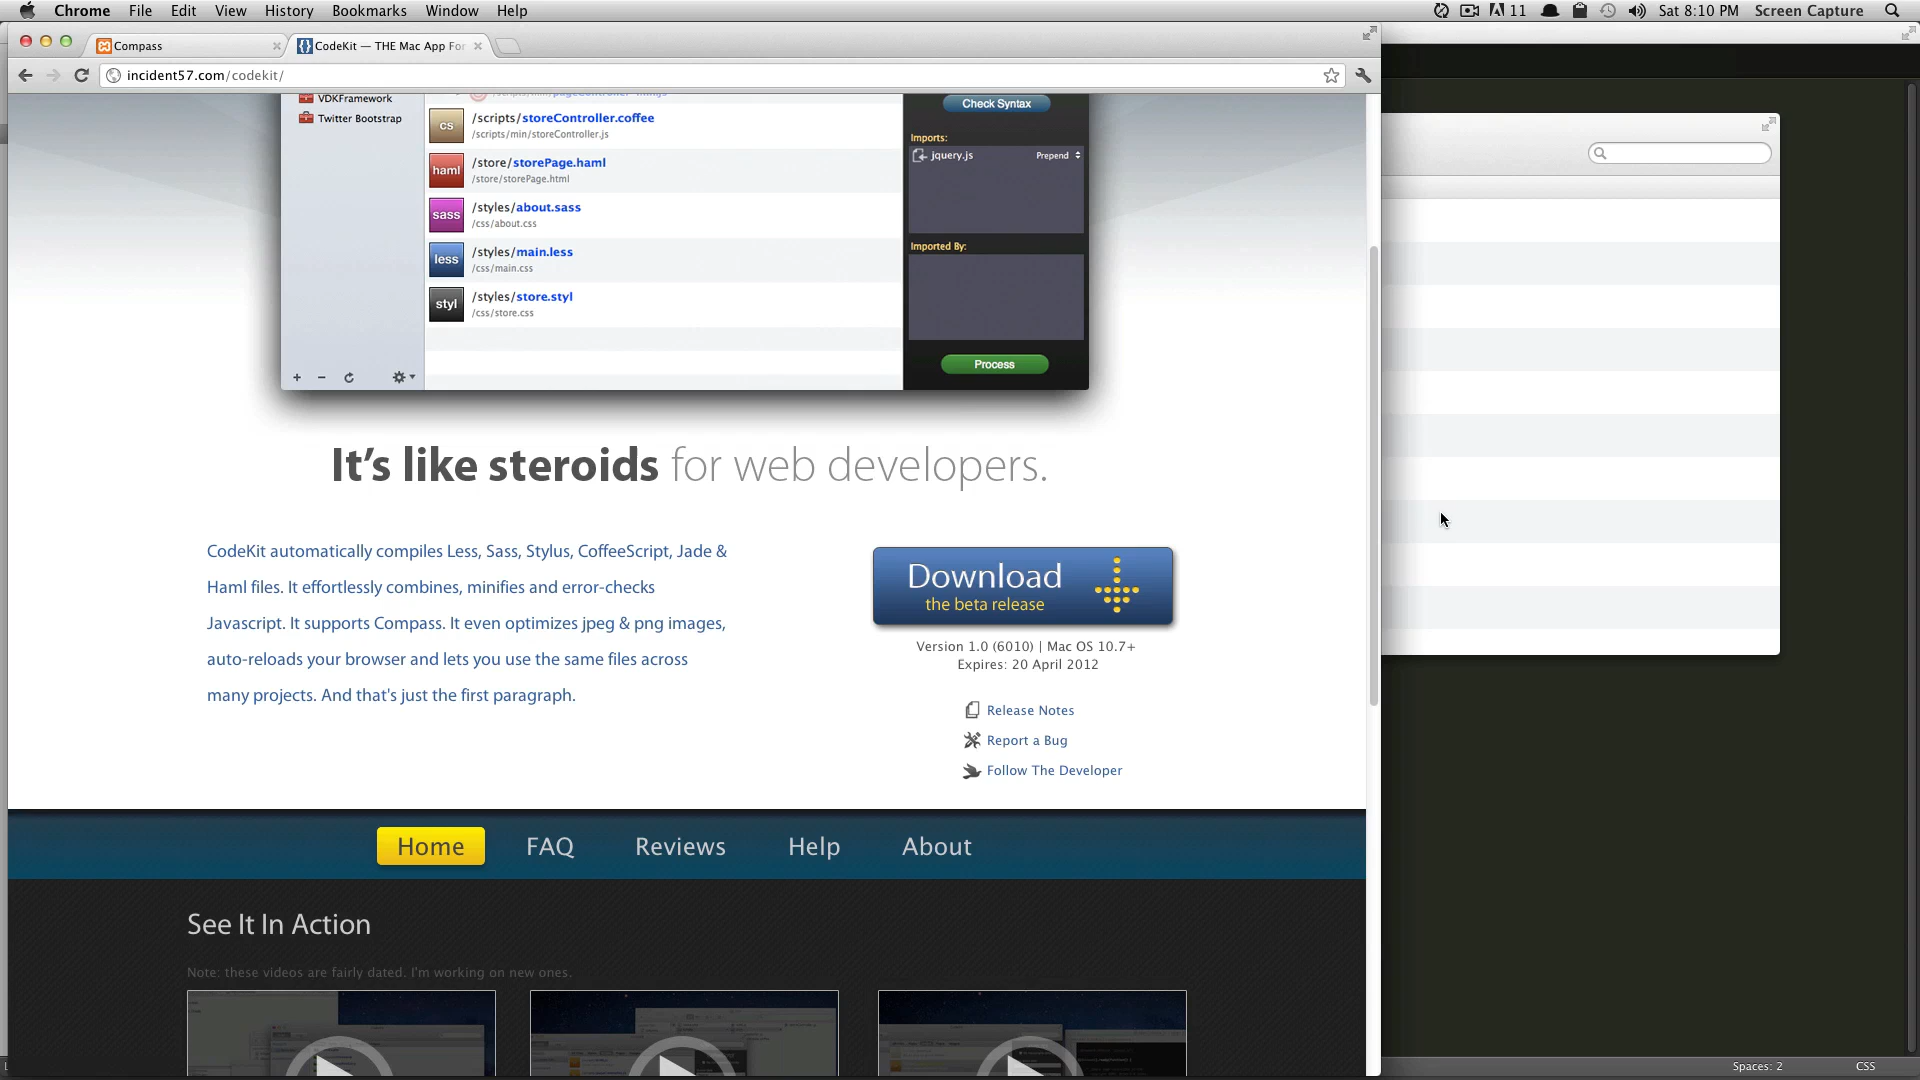 Chrome File Edit View History Bookmarks Window Help
11 Sat 8:10 PM Screen Capture
Compass
CodeKit — THE Mac App For
incident57.com/codekit/
VDKFramework
Twitter Bootstrap
cs /scripts/storeController.coffee
/scripts/min/storeController.js
haml /store/storePage.haml
/store/storePage.html
sass /styles/about.sass
/css/about.css
less /styles/main.less
/css/main.css
styl /styles/store.styl
/css/store.css
Check Syntax
Imports:
jquery.js Prepend
Imported By:
Process
It’s like steroids for web developers.
CodeKit automatically compiles Less, Sass, Stylus, CoffeeScript, Jade &
Haml files. It effortlessly combines, minifies and error-checks
Javascript. It supports Compass. It even optimizes jpeg & png images,
auto-reloads your browser and lets you use the same files across
many projects. And that's just the first paragraph.
Download
the beta release
Version 1.0 (6010) | Mac OS 10.7+
Expires: 20 April 2012
Release Notes
Report a Bug
Follow The Developer
Home FAQ Reviews Help About
See It In Action
Note: these videos are fairly dated. I'm working on new ones.
Spaces: 2 CSS